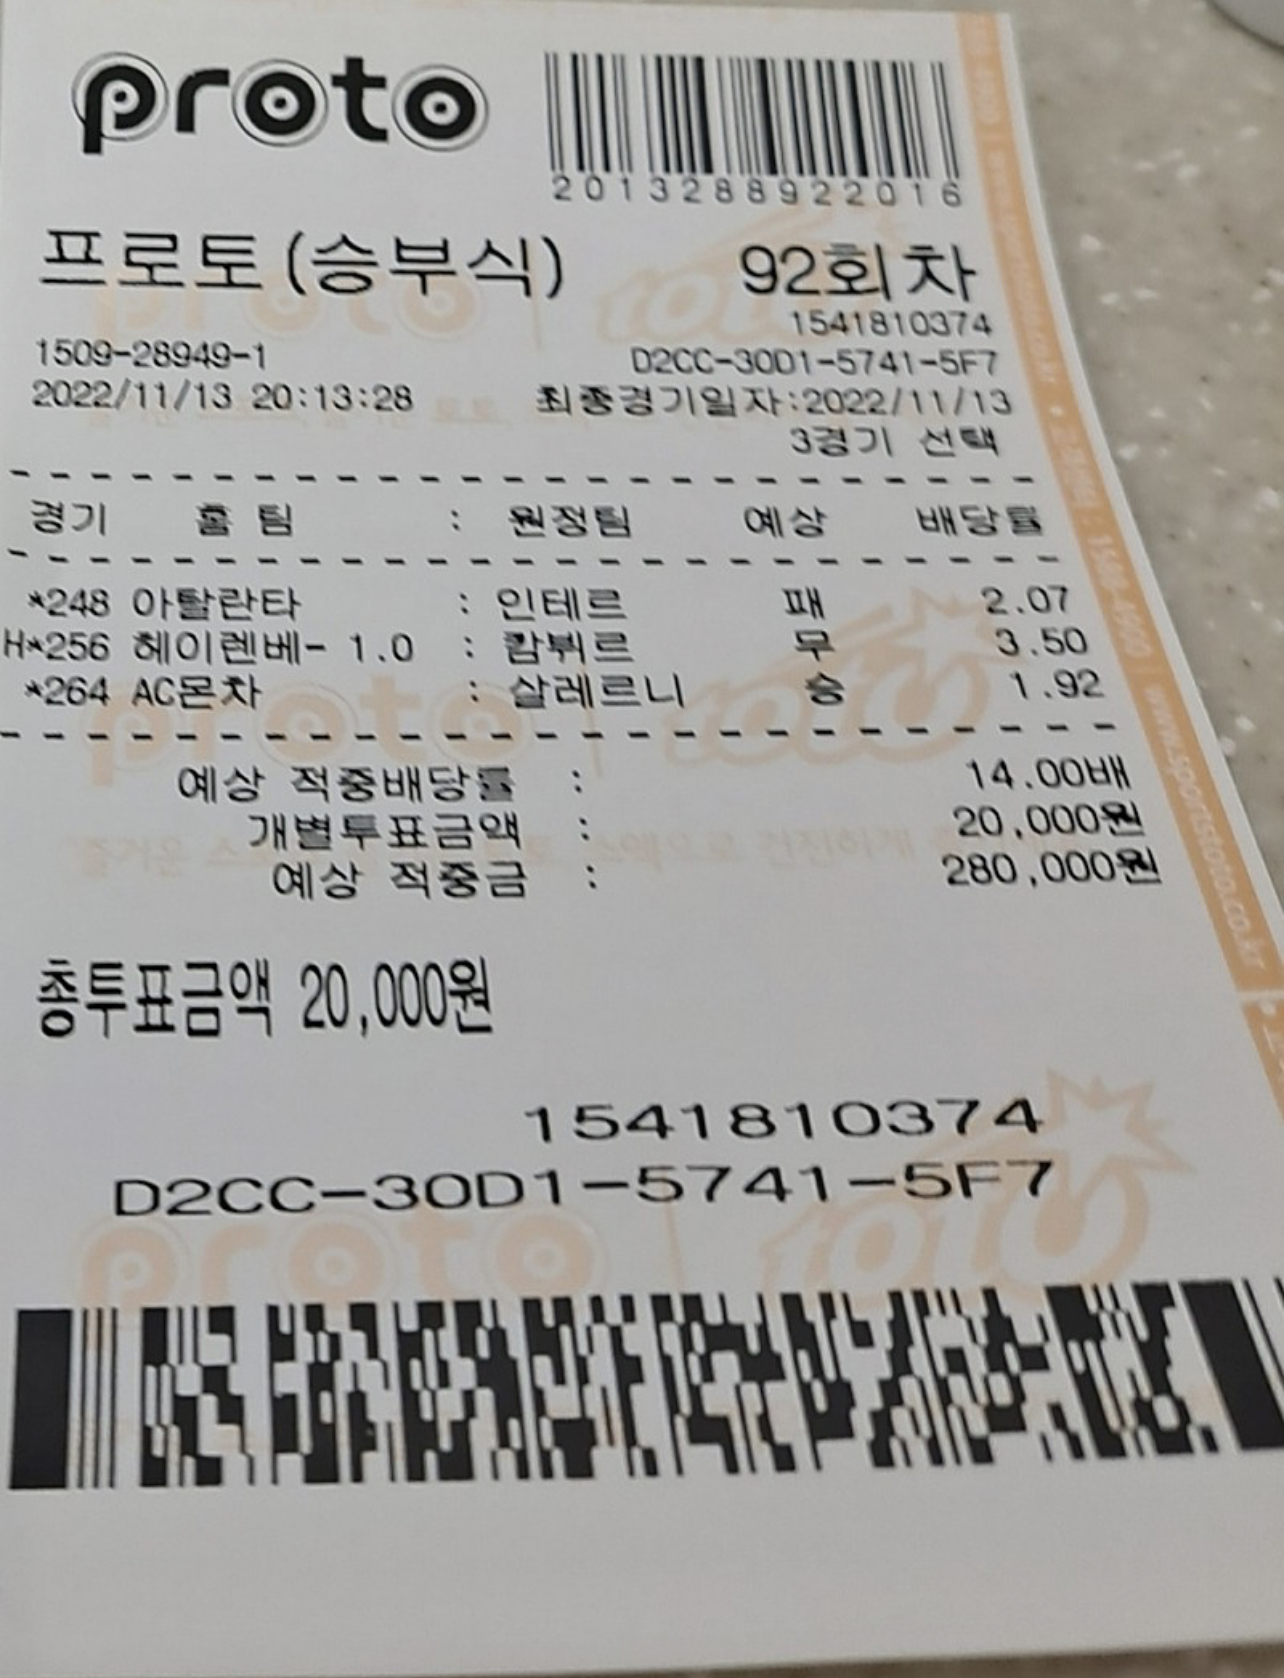 proto
2013288922016
프로토(승부식) 92회차
1541810374
1509-28949-1 D2CC-30D1-5741-5F7
2022/11/13 20:13:28 최종경기일자:2022/11/13
3경기 선택
경기 홈팀 : 원정팀 예상 배당률
*248 아탈란타 : 인테르 패 2.07
H*256 헤이렌베- 1.0 : 캄뷔르 무 3.50
*264 AC몬차 : 살레르니 승 1.92
예상 적중배당률 : 14.00배
개별투표금액 : 20,000원
예상 적중금 : 280,000원
총투표금액 20,000원
1541810374
D2CC-30D1-5741-5F7
www.sportstoto.co.kr